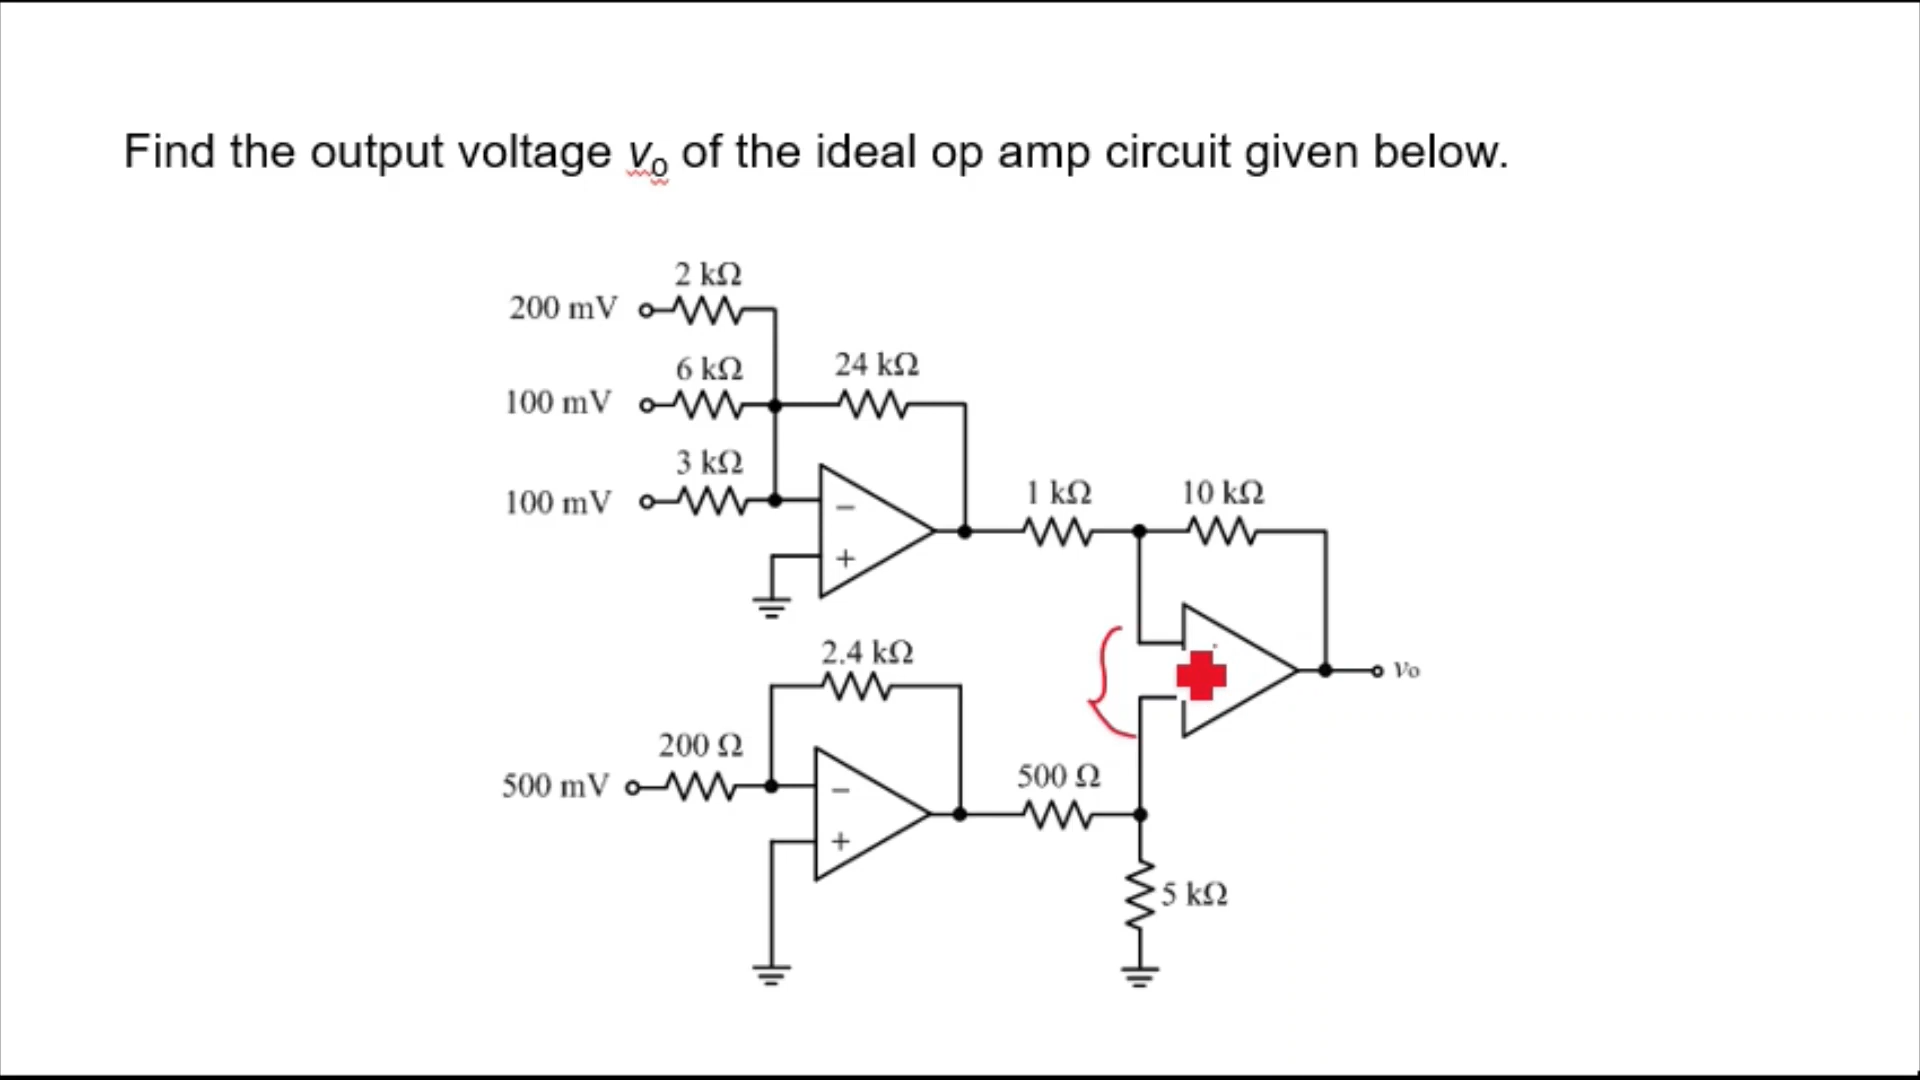 Find the output voltage vo of the ideal op amp circuit given below.
2 kΩ
200 mV
6 kΩ
24 kΩ
100 mV
3 kΩ
100 mV
−
+
1 kΩ
10 kΩ
2.4 kΩ
vo
200 Ω
500 mV
−
+
500 Ω
5 kΩ